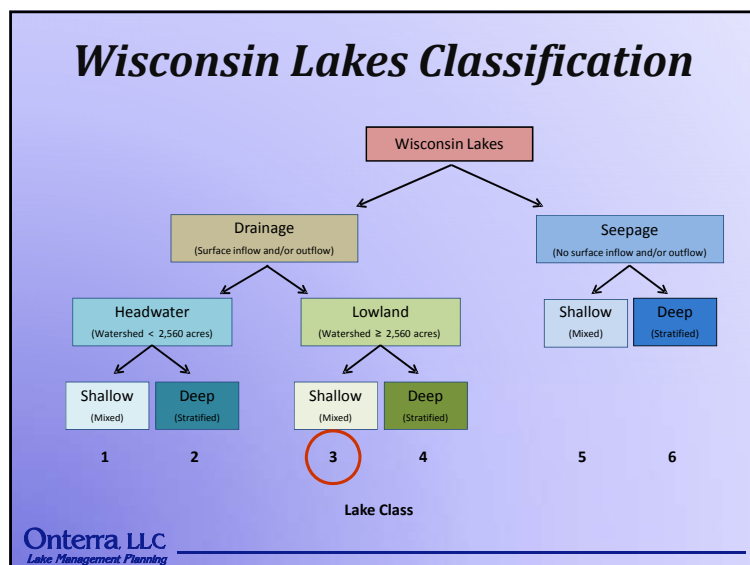 Wisconsin Lakes Classification
Wisconsin Lakes
Drainage
(Surface inflow and/or outflow)
Seepage
(No surface inflow and/or outflow)
Headwater
(Watershed < 2,560 acres)
Lowland
(Watershed ≥ 2,560 acres)
Shallow
(Mixed)
Deep
(Stratified)
Shallow
(Mixed)
Deep
(Stratified)
Shallow
(Mixed)
Deep
(Stratified)
1 2 3 4 5 6
Lake Class
Onterra, LLC
Lake Management Planning